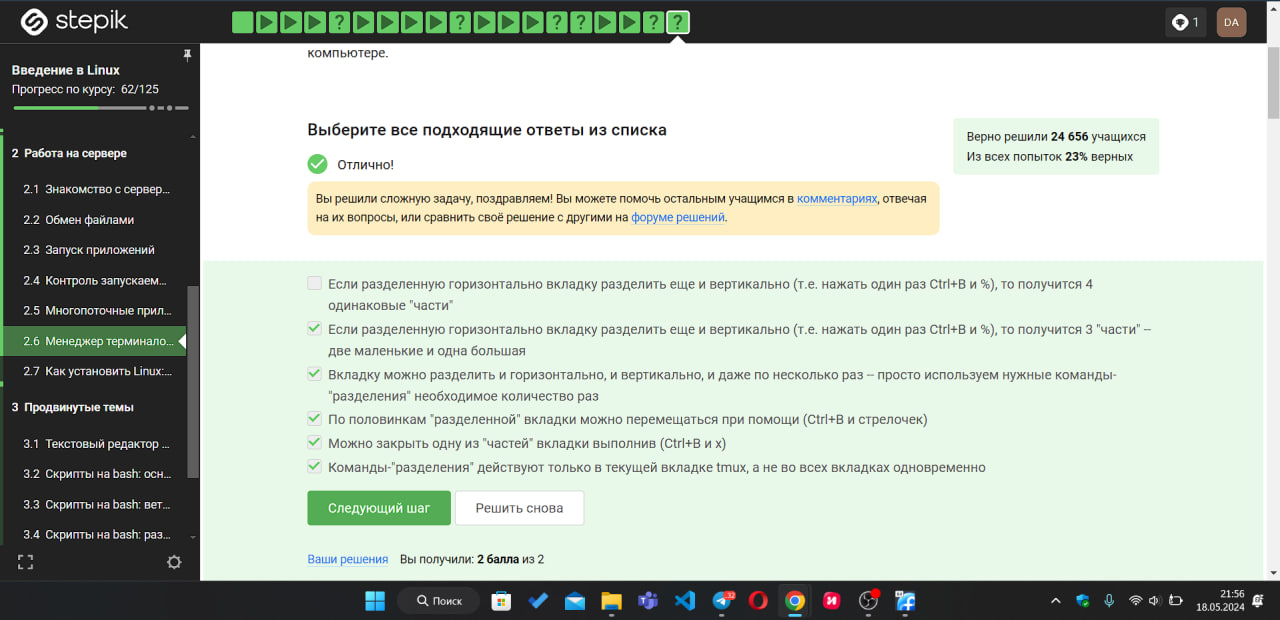 stepik
1
DA
Введение в Linux
Прогресс по курсу: 62/125
2 Работа на сервере
2.1 Знакомство с сервер...
2.2 Обмен файлами
2.3 Запуск приложений
2.4 Контроль запускаем...
2.5 Многопоточные прил...
2.6 Менеджер терминало...
2.7 Как установить Linux:...
3 Продвинутые темы
3.1 Текстовый редактор ...
3.2 Скрипты на bash: осн...
3.3 Скрипты на bash: вет...
3.4 Скрипты на bash: раз...
компьютере.
Выберите все подходящие ответы из списка
Отлично!
Верно решили 24 656 учащихся
Из всех попыток 23% верных
Вы решили сложную задачу, поздравляем! Вы можете помочь остальным учащимся в комментариях, отвечая
на их вопросы, или сравнить своё решение с другими на форуме решений.
Если разделенную горизонтально вкладку разделить еще и вертикально (т.е. нажать один раз Ctrl+B и %), то получится 4
одинаковые "части"
Если разделенную горизонтально вкладку разделить еще и вертикально (т.е. нажать один раз Ctrl+B и %), то получится 3 "части" --
две маленькие и одна большая
Вкладку можно разделить и горизонтально, и вертикально, и даже по несколько раз -- просто используем нужные команды-
"разделения" необходимое количество раз
По половинкам "разделенной" вкладки можно перемещаться при помощи (Ctrl+B и стрелочек)
Можно закрыть одну из "частей" вкладки выполнив (Ctrl+B и x)
Команды-"разделения" действуют только в текущей вкладке tmux, а не во всех вкладках одновременно
Следующий шаг
Решить снова
Ваши решения Вы получили: 2 балла из 2
Поиск
32
21:56
18.05.2024